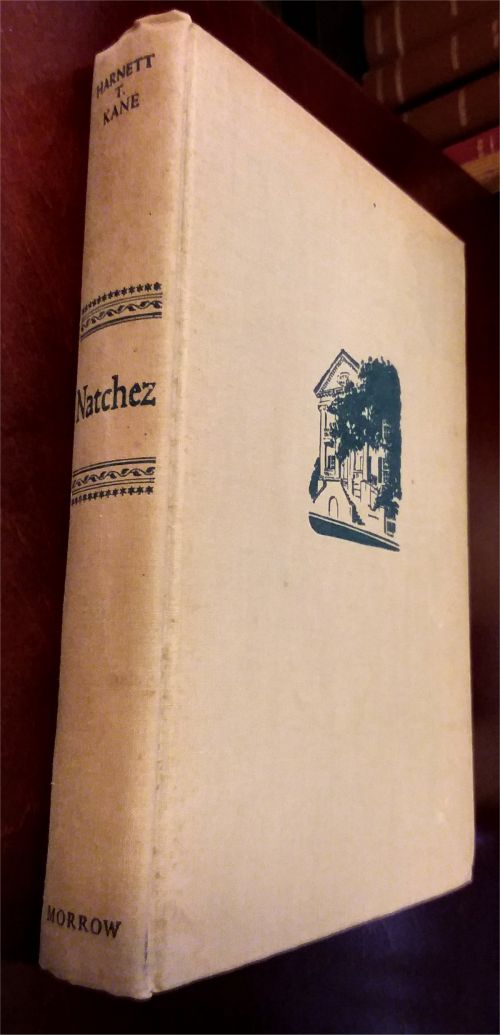 HARNETT
T.
KANE
Natchez
MORROW